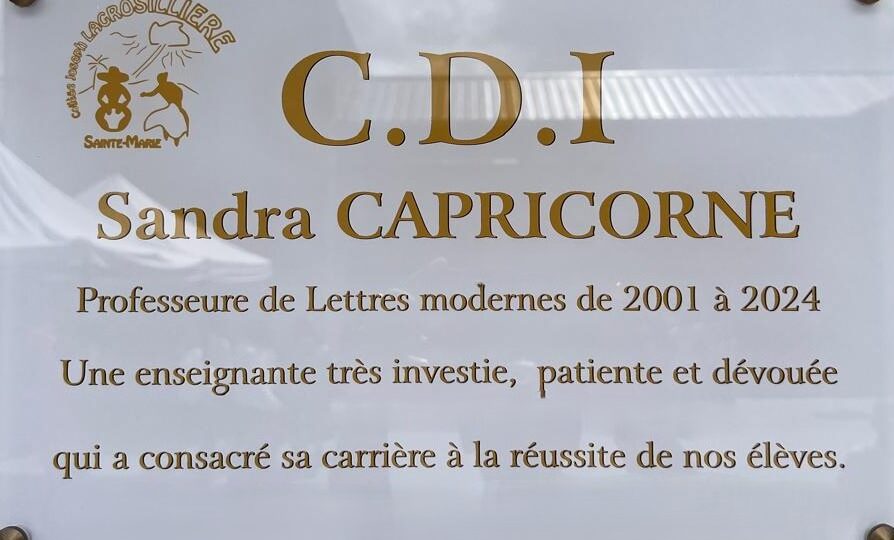 Collège Joseph LAGROSILLIERE
SAINTE-MARIE
C.D.I
Sandra CAPRICORNE
Professeure de Lettres modernes de 2001 à 2024
Une enseignante très investie, patiente et dévouée
qui a consacré sa carrière à la réussite de nos élèves.